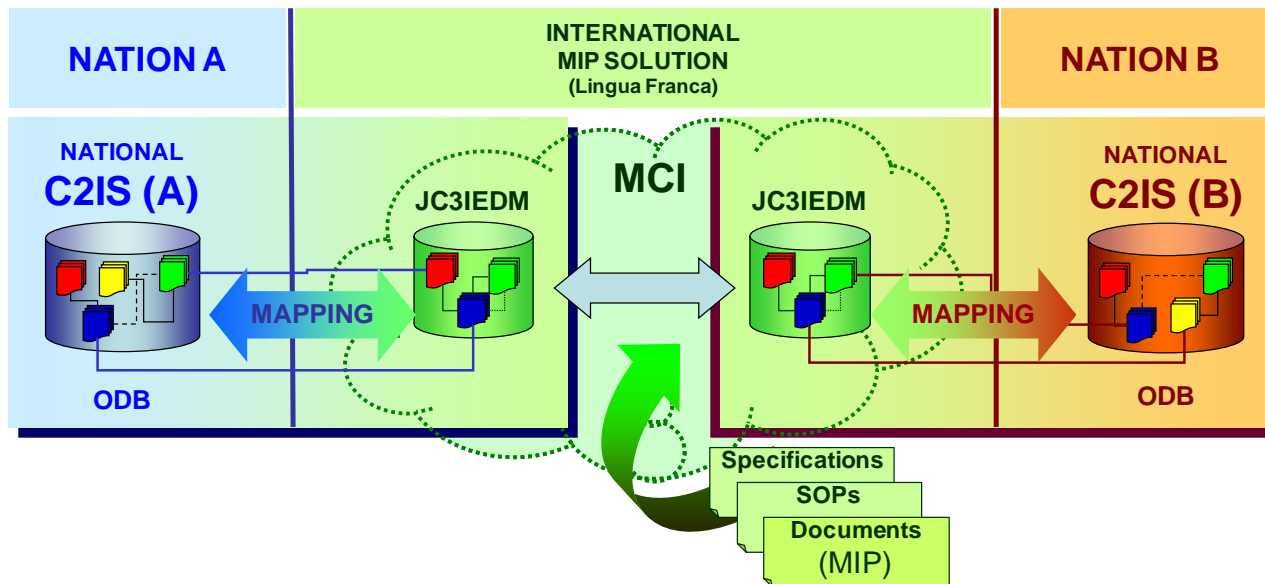 NATION A
INTERNATIONAL
MIP SOLUTION
(Lingua Franca)
NATION B
NATIONAL
C2IS (A)
JC3IEDM
MCI
JC3IEDM
NATIONAL
C2IS (B)
MAPPING
MAPPING
ODB
ODB
Specifications
SOPs
Documents
(MIP)